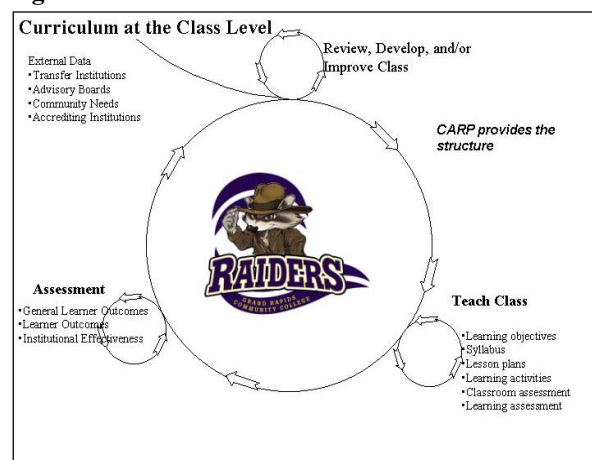 Curriculum at the Class Level
Review, Develop, and/or
Improve Class
External Data
•Transfer Institutions
•Advisory Boards
•Community Needs
•Accrediting Institutions
CARP provides the
structure
RAIDERS
GRAND RAPIDS
COMMUNITY COLLEGE
Assessment
•General Learner Outcomes
•Learner Outcomes
•Institutional Effectiveness
Teach Class
•Learning objectives
•Syllabus
•Lesson plans
•Learning activities
•Classroom assessment
•Learning assessment